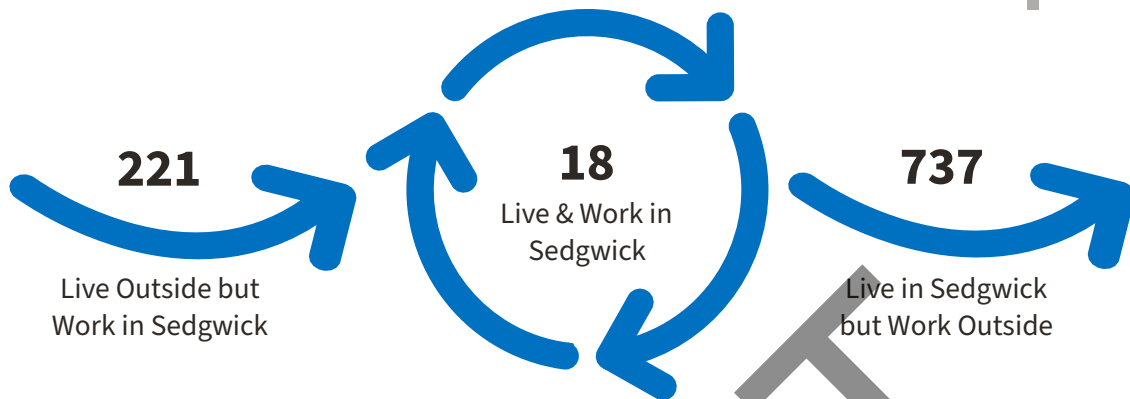 221
Live Outside but
Work in Sedgwick
18
Live & Work in
Sedgwick
737
Live in Sedgwick
but Work Outside